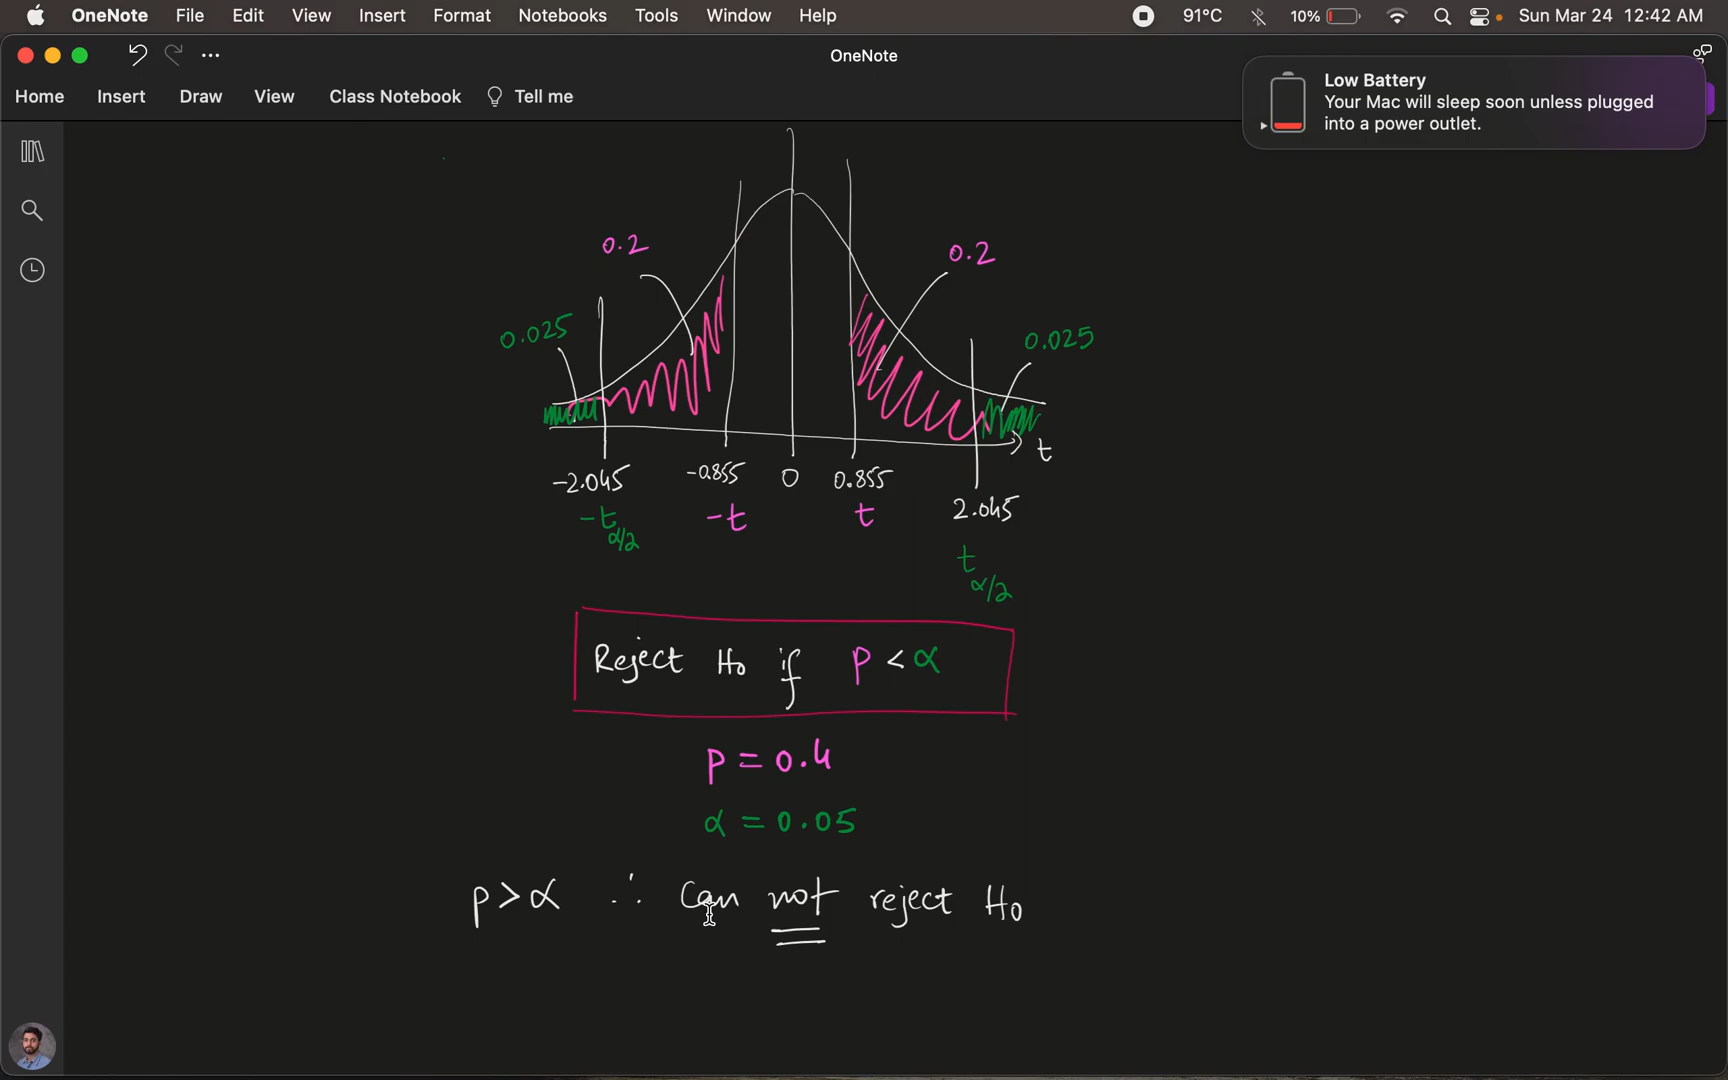 OneNote File Edit View Insert Format Notebooks Tools Window Help 91°C 10% Sun Mar 24 12:42 AM
OneNote
Low Battery
Your Mac will sleep soon unless plugged
into a power outlet.
Home Insert Draw View Class Notebook Tell me
0.2 0.2
0.025 0.025
t
-2.045 -0.855 0 0.855 2.045
-t α/2 -t t t α/2
Reject H₀ if p < α
p = 0.4
α = 0.05
p > α ∴ Can not reject H₀